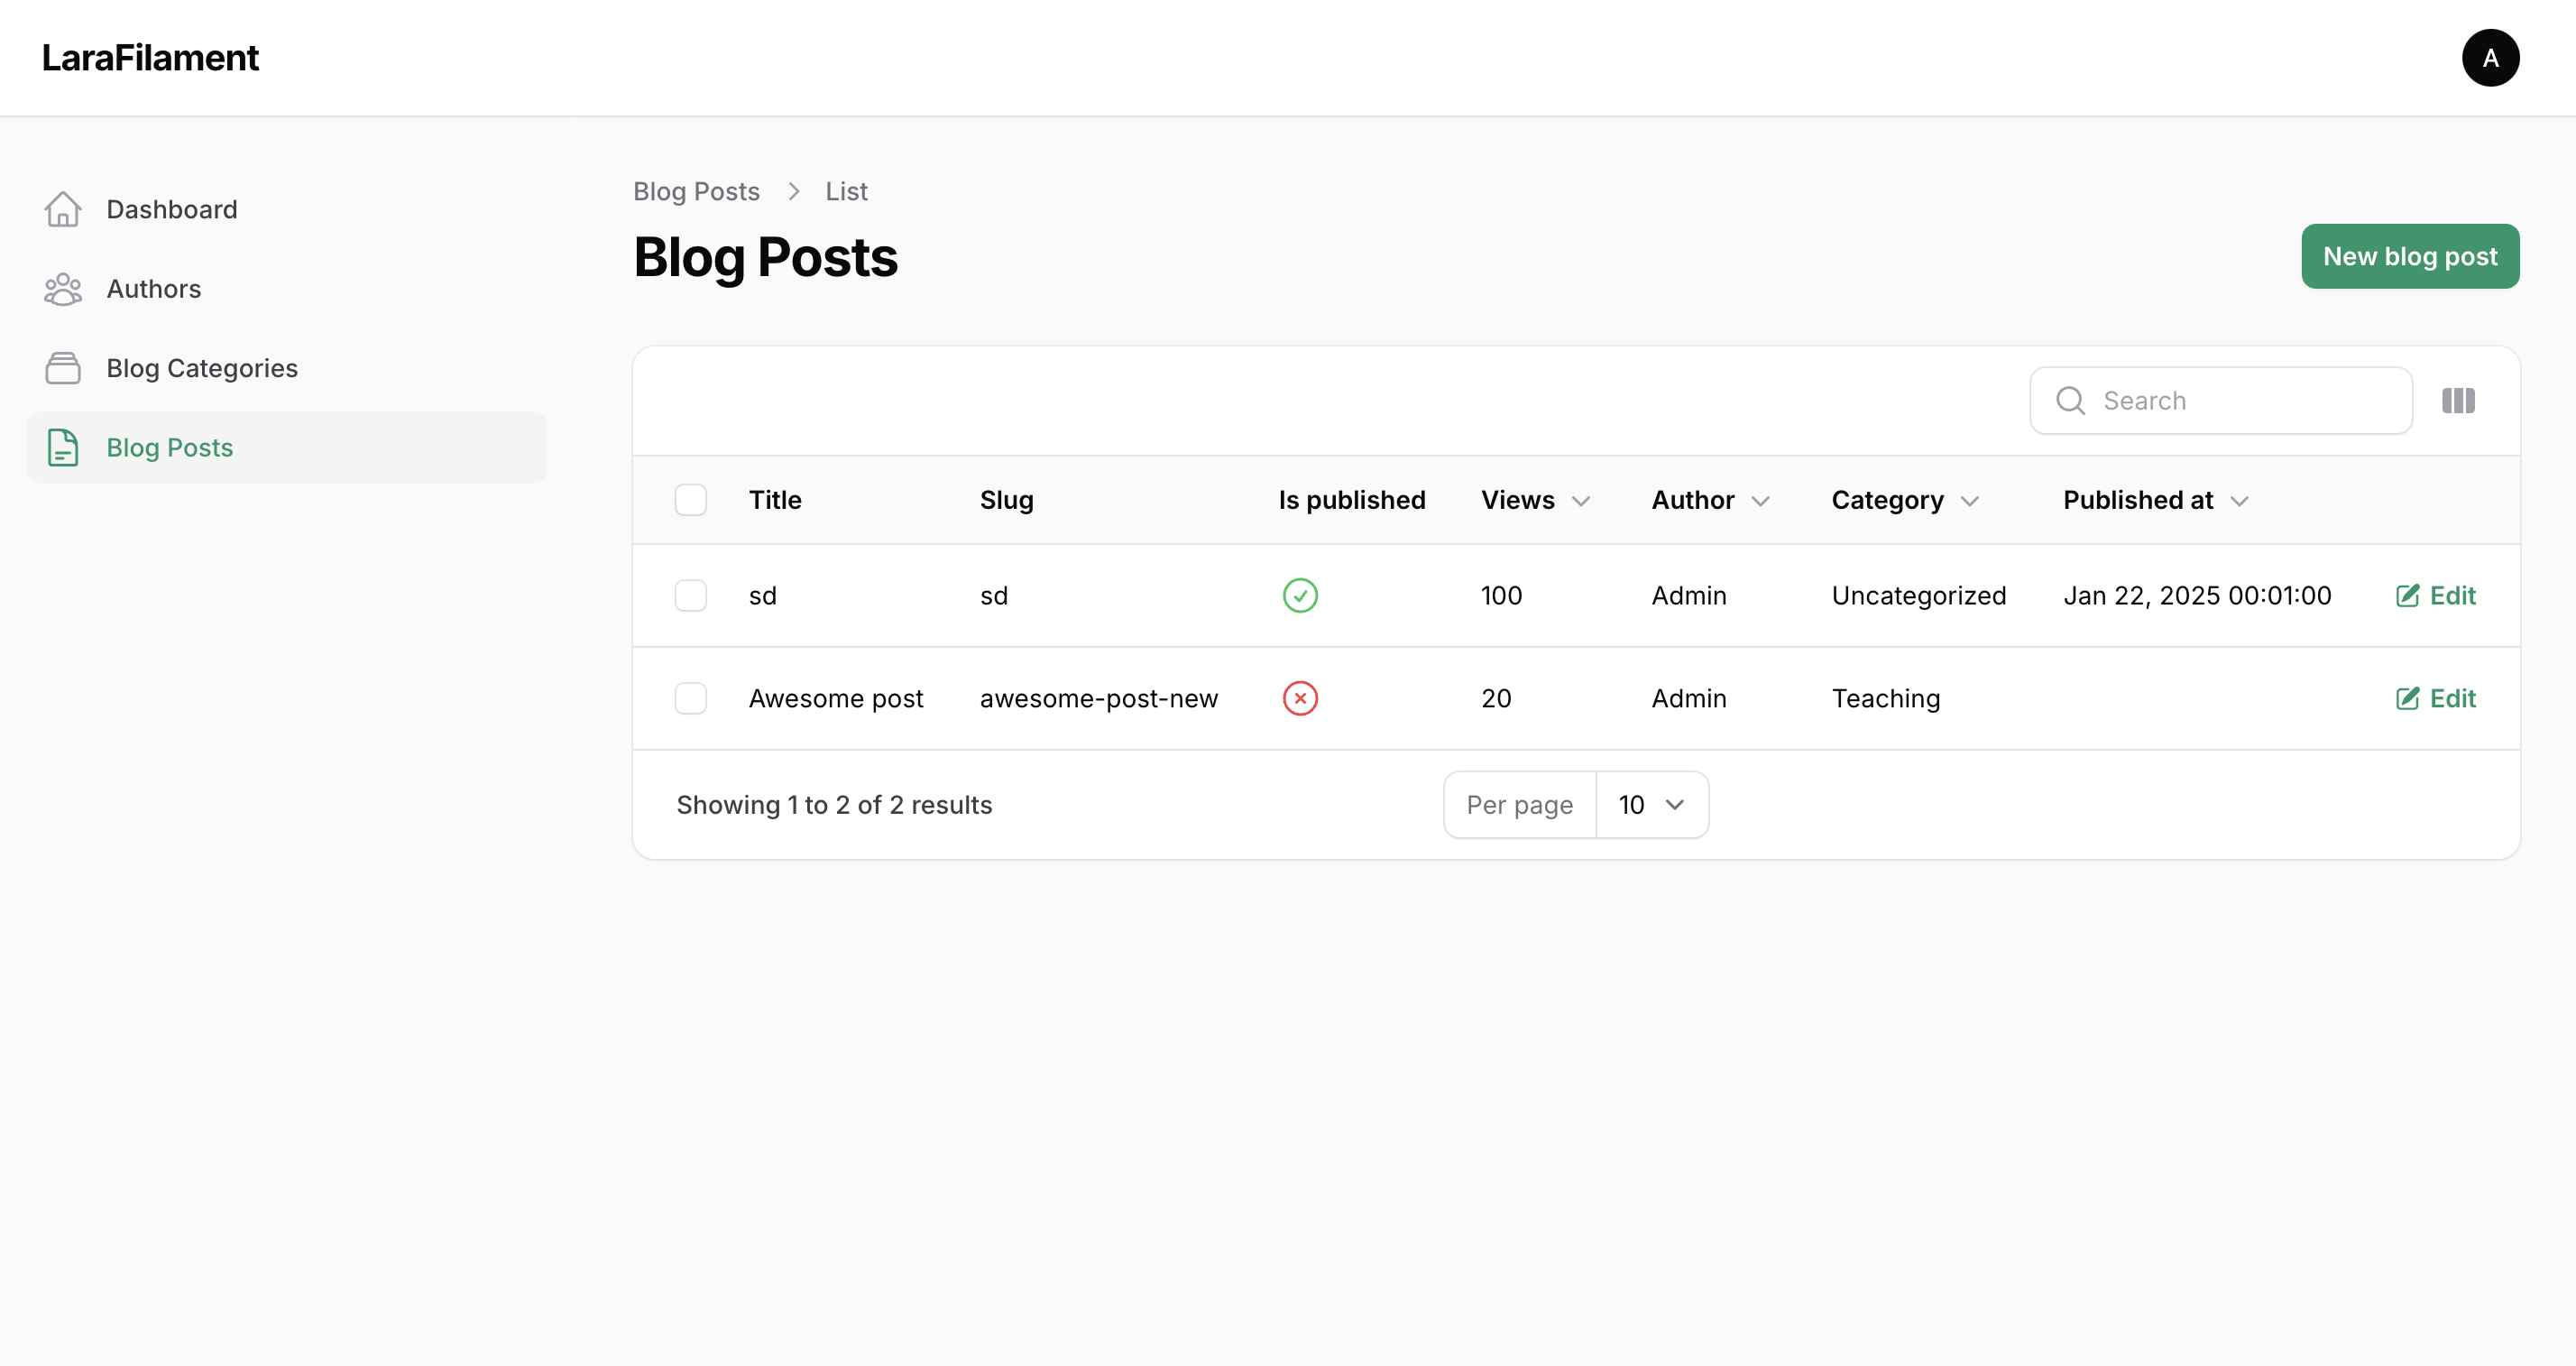 LaraFilament
A
Dashboard
Authors
Blog Categories
Blog Posts
Blog Posts > List
Blog Posts
New blog post
Search
Title Slug Is published Views Author Category Published at
sd sd 100 Admin Uncategorized Jan 22, 2025 00:01:00 Edit
Awesome post awesome-post-new 20 Admin Teaching Edit
Showing 1 to 2 of 2 results Per page 10